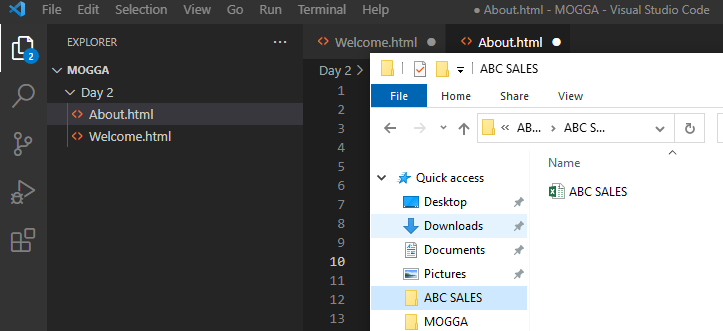 File Edit Selection View Go Run Terminal Help ● About.html - MOGGA - Visual Studio Code
2
EXPLORER ···
MOGGA
Day 2
<> About.html
<> Welcome.html
<> Welcome.html ● <> About.html ●
Day 2 >
1
2
3
4
5
6
7
8
9
10
11
12
13
ABC SALES
File Home Share View
« AB... > ABC S... >
Quick access
Desktop
Downloads
Documents
Pictures
ABC SALES
MOGGA
Name
ABC SALES